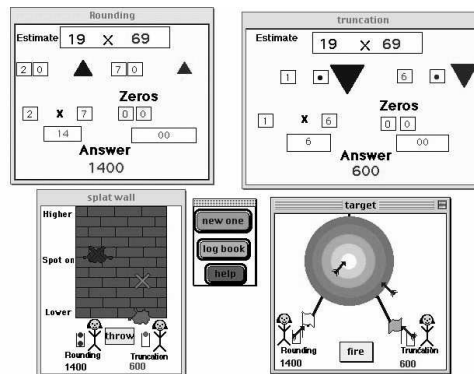 Rounding
Estimate 19 X 69
2 0 7 0
2 x 7 Zeros 0 0
14 00
Answer
1400
truncation
Estimate 19 X 69
1 • 6 •
1 x 6 Zeros 0 0
6 00
Answer
600
splat wall
Higher
Spot on
Lower
throw
Rounding Truncation
1400 600
new one
log book
help
target
Rounding Truncation
1400 fire 600